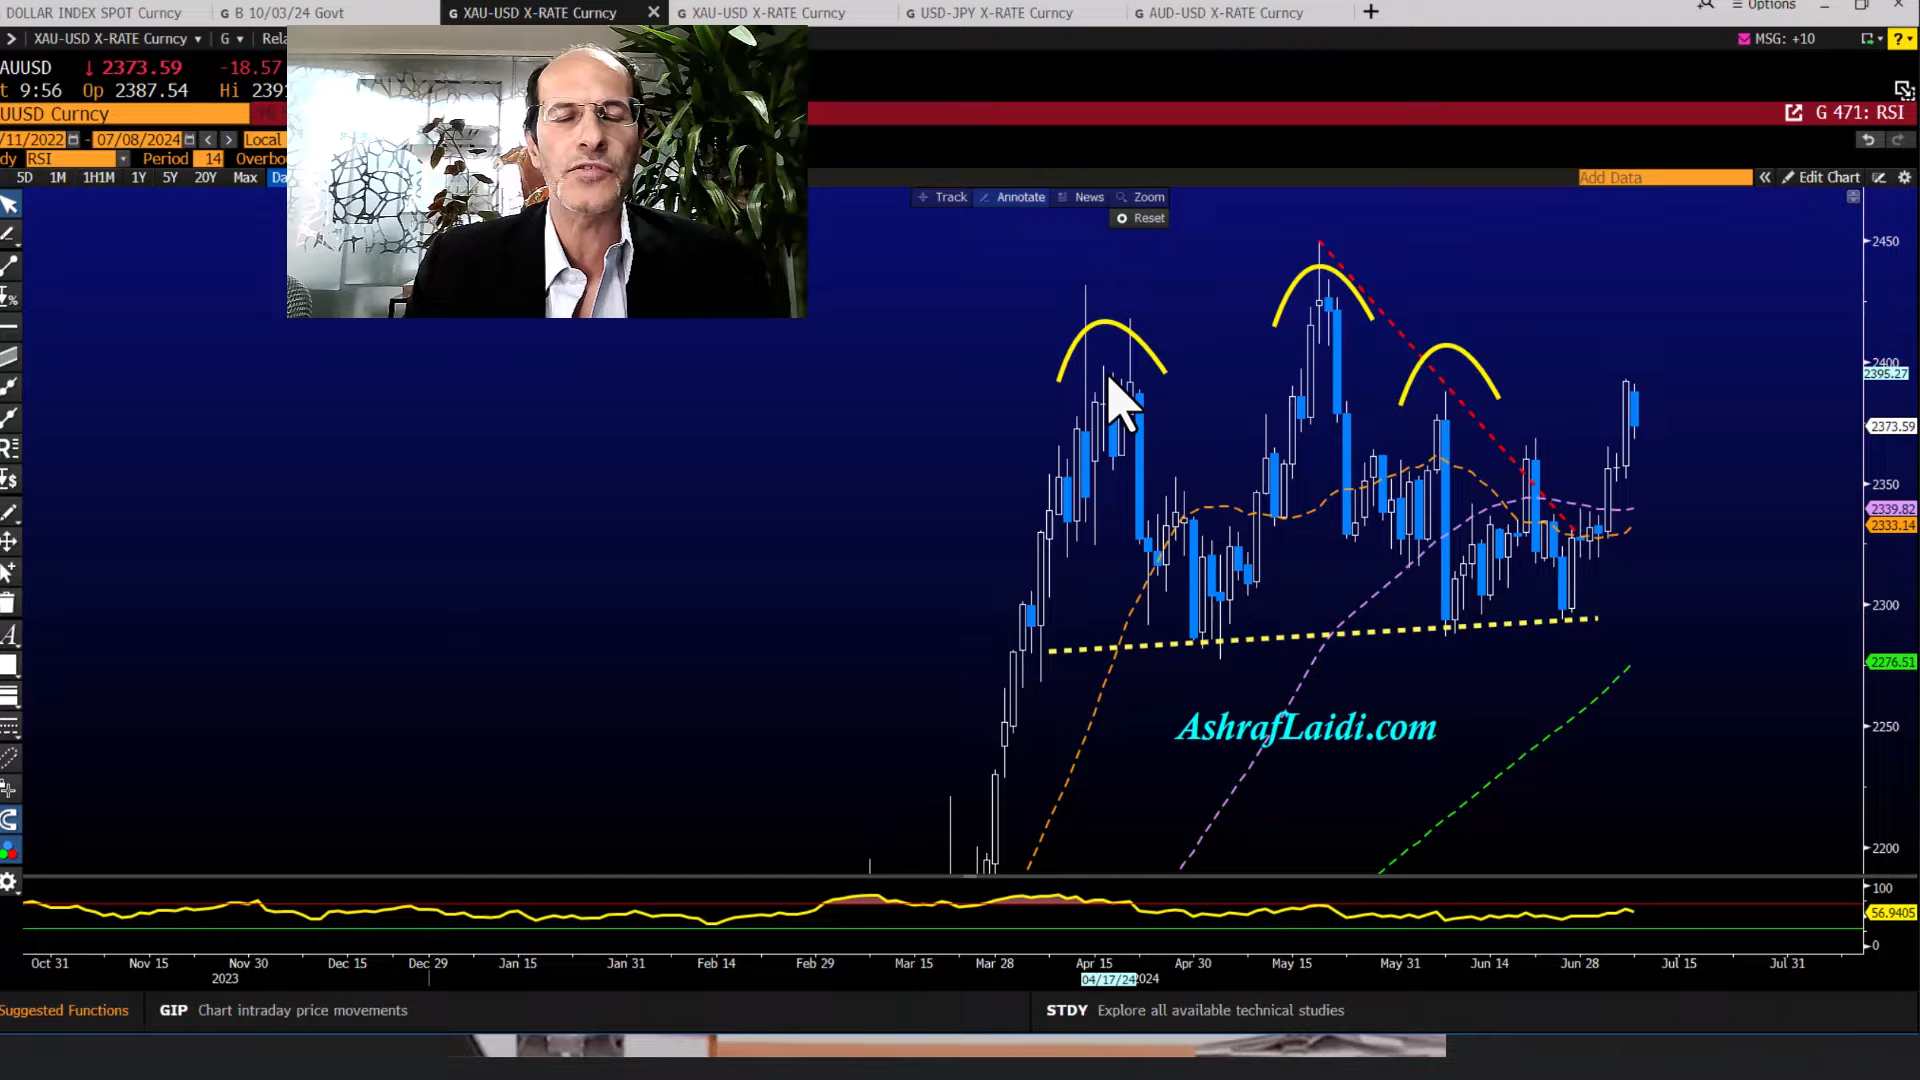 DOLLAR INDEX SPOT Curncy G B 10/03/24 Govt G XAU-USD X-RATE Curncy G XAU-USD X-RATE Curncy G USD-JPY X-RATE Curncy G AUD-USD X-RATE Curncy
Options
XAU-USD X-RATE Curncy G Rela
MSG: +10
AUUSD 2373.59 -18.57
t 9:56 Op 2387.54 Hi 239
UUSD Curncy
G 471: RSI
/11/2022 07/08/2024 Local
dy RSI Period 14 Overbo
5D 1M 1H1M 1Y 5Y 20Y Max Da
Add Data Edit Chart
Track Annotate News Zoom
Reset
2450
2400
2395.27
2373.59
2350
2339.82
2333.14
2300
2276.51
2250
2200
AshrafLaidi.com
100
56.9405
0
Oct 31 Nov 15 Nov 30 Dec 15 Dec 29 Jan 15 Jan 31 Feb 14 Feb 29 Mar 15 Mar 28 Apr 15 Apr 30 May 15 May 31 Jun 14 Jun 28 Jul 15 Jul 31
2023 04/17/24 2024
Suggested Functions GIP Chart intraday price movements STDY Explore all available technical studies